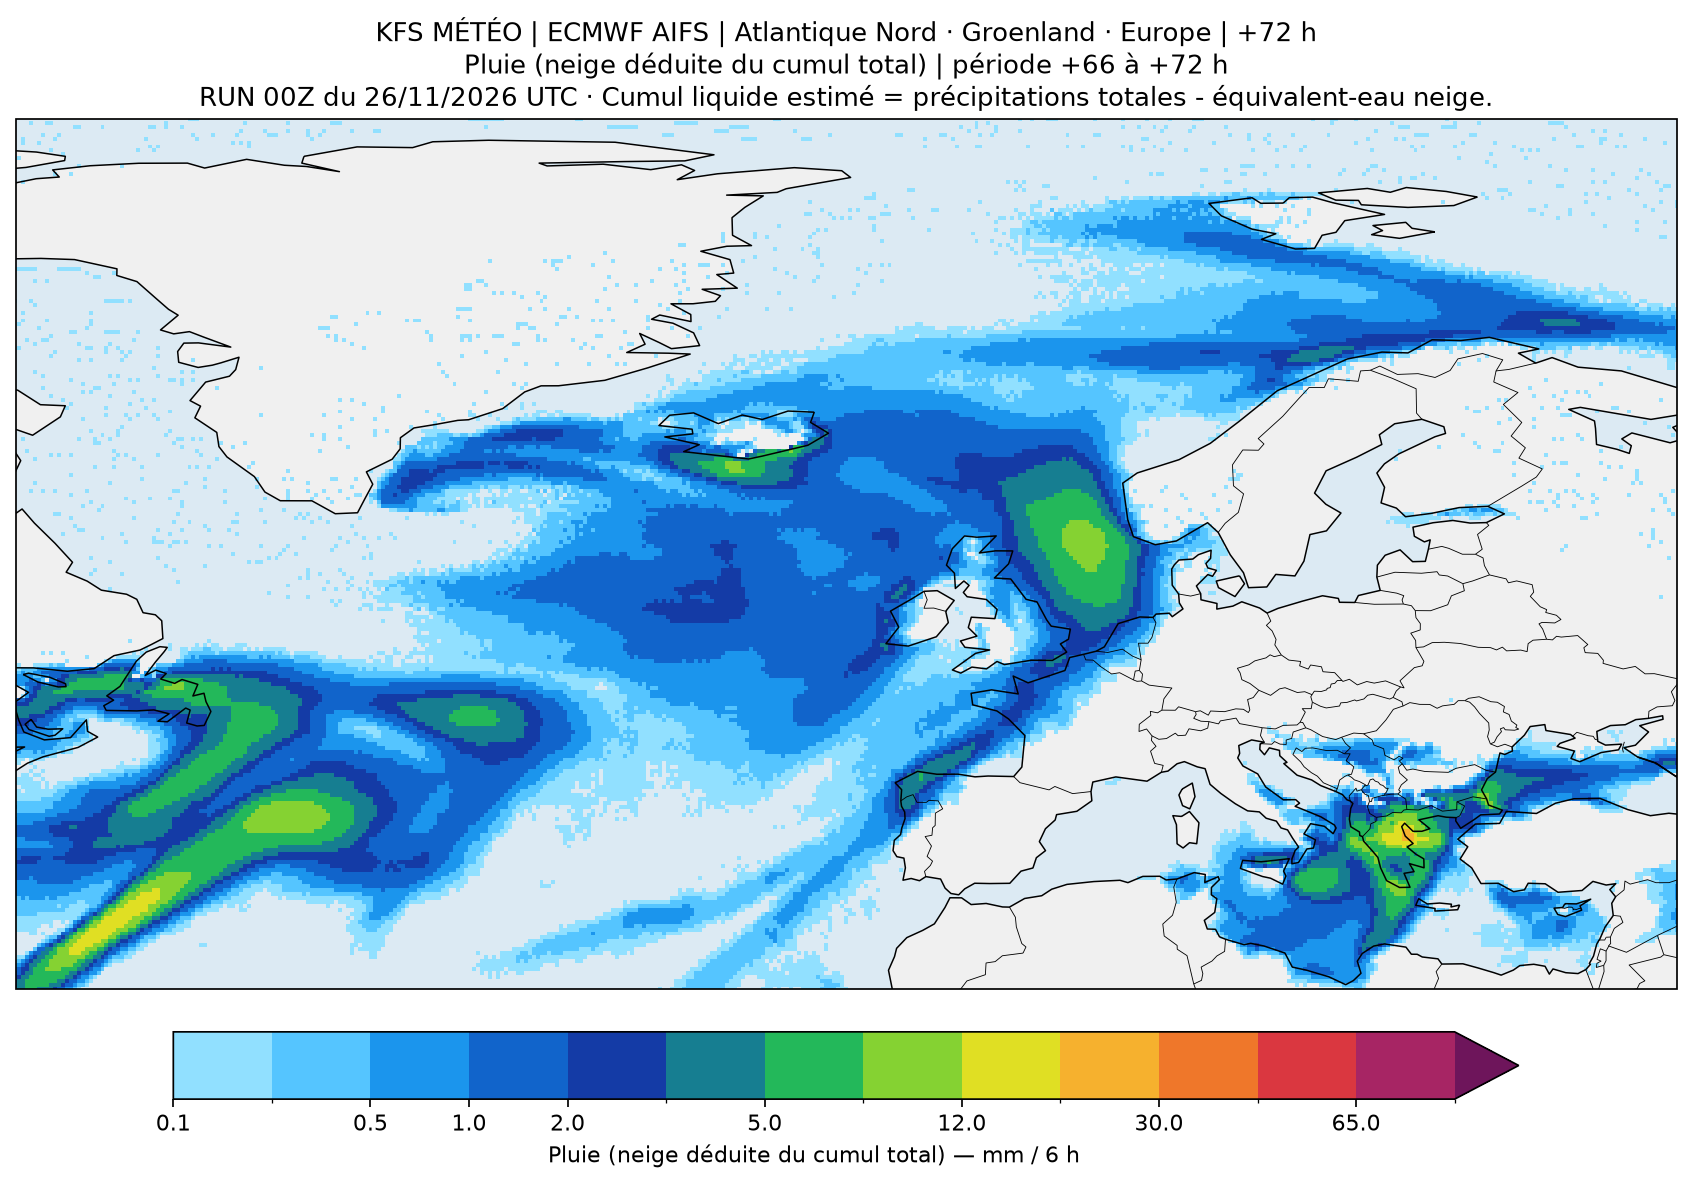 KFS MÉTÉO | ECMWF AIFS | Atlantique Nord · Groenland · Europe | +72 h
Pluie (neige déduite du cumul total) | période +66 à +72 h
RUN 00Z du 26/11/2026 UTC · Cumul liquide estimé = précipitations totales - équivalent-eau neige.
0.1 0.5 1.0 2.0 5.0 12.0 30.0 65.0
Pluie (neige déduite du cumul total) — mm / 6 h